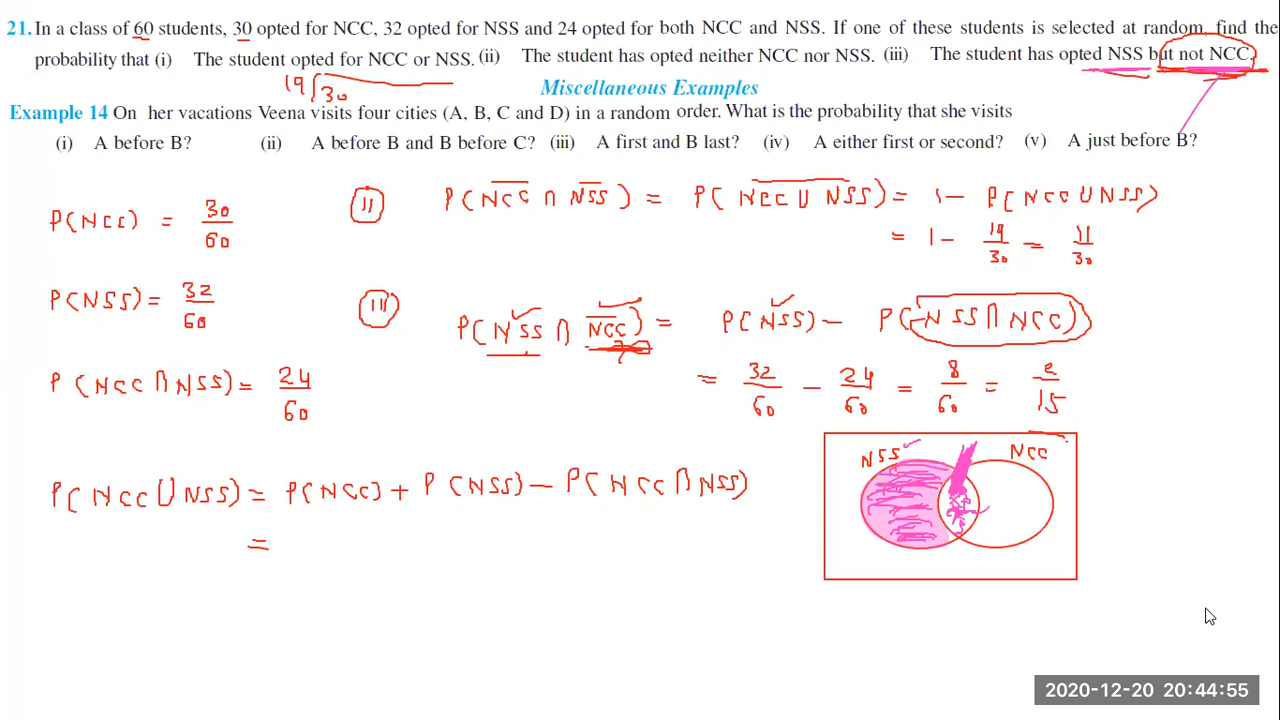 21. In a class of 60 students, 30 opted for NCC, 32 opted for NSS and 24 opted for both NCC and NSS. If one of these students is selected at random, find the
probability that (i) The student opted for NCC or NSS. (ii) The student has opted neither NCC nor NSS. (iii) The student has opted NSS but not NCC.
19/30
Miscellaneous Examples
Example 14 On her vacations Veena visits four cities (A, B, C and D) in a random order. What is the probability that she visits
(i) A before B? (ii) A before B and B before C? (iii) A first and B last? (iv) A either first or second? (v) A just before B?
P(NCC) = 30/60
P(NSS) = 32/60
P(NCC ∩ NSS) = 24/60
P(NCC ∪ NSS) = P(NCC) + P(NSS) − P(NCC ∩ NSS)
=
II P(N̅C̅C̅ ∩ N̅S̅S̅) = P(N̅C̅C̅ ̅∪̅ ̅N̅S̅S̅) = 1 − P(NCC ∪ NSS)
= 1 − 19/30 = 11/30
III P(NSS ∩ N̅C̅C̅) = P(NSS) − P(NSS ∩ NCC)
= 32/60 − 24/60 = 8/60 = 2/15
NSS NCC
2020-12-20 20:44:55